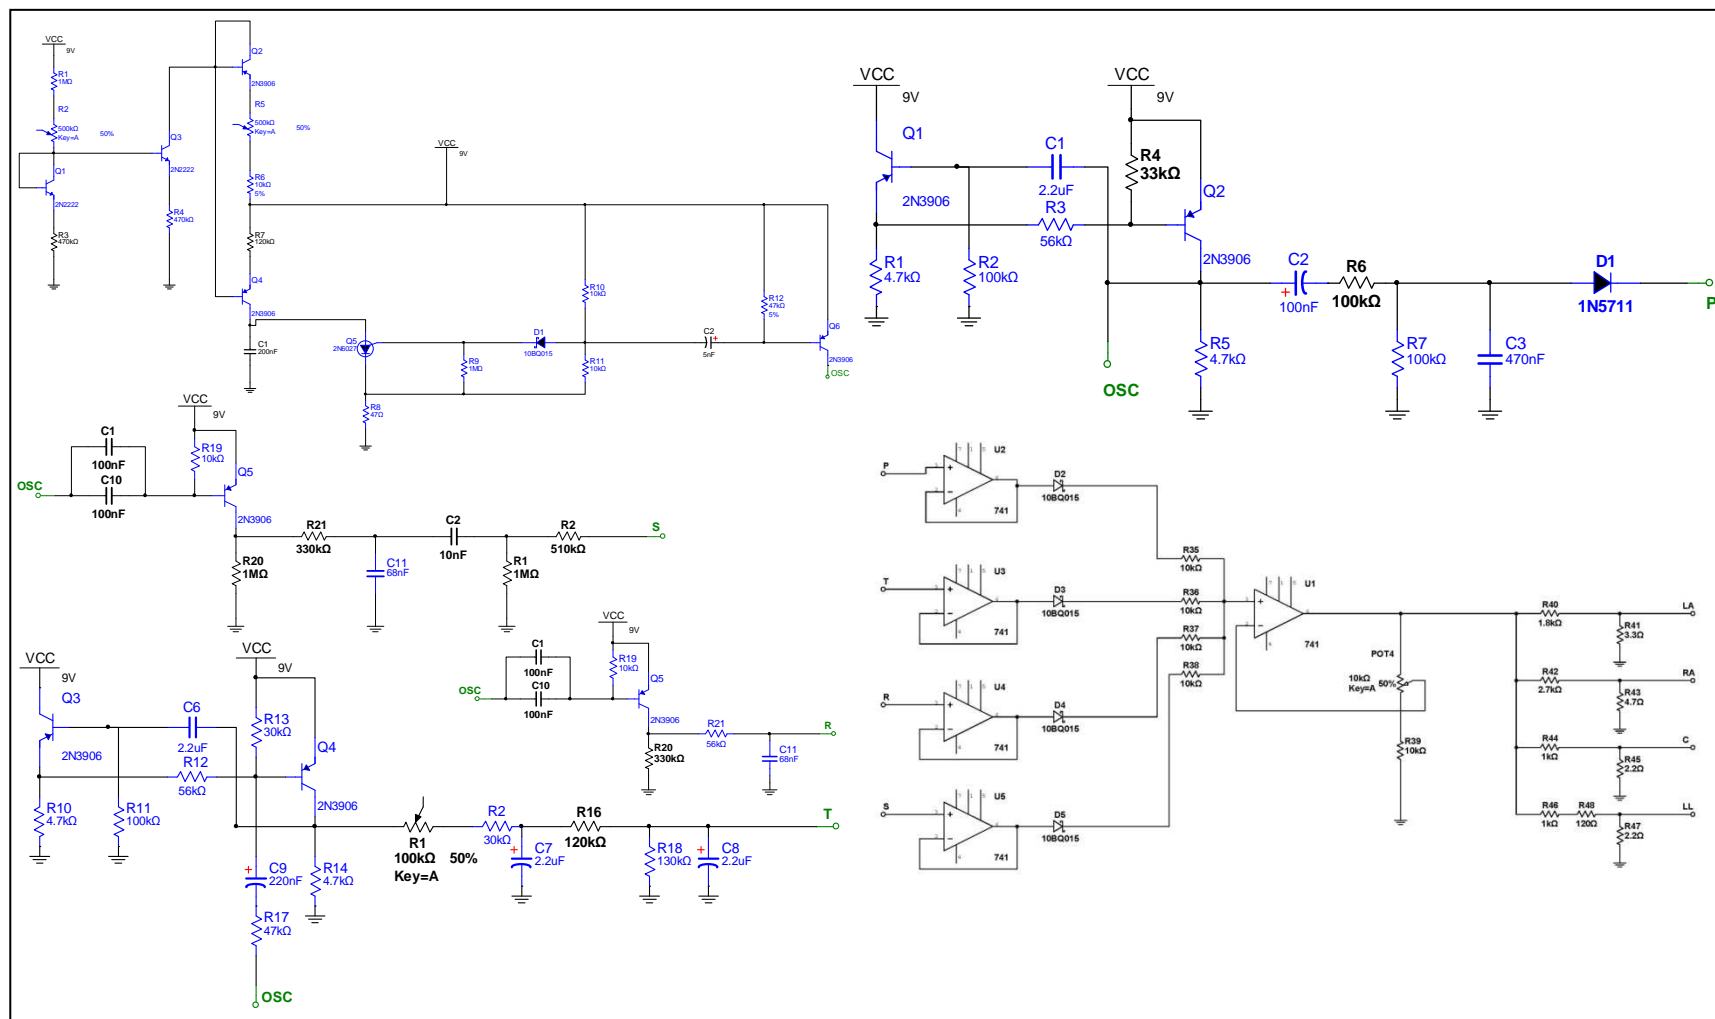 VCC
9V
R1
1MΩ
R2
500kΩ
Key=A
50%
Q1
2N2222
R3
470kΩ
Q3
2N2222
R4
470kΩ
Q2
2N3906
R5
500kΩ
Key=A
50%
R6
10kΩ
5%
R7
120kΩ
Q4
2N3906
C1
200nF
VCC
9V
Q5
2N6027
R8
47Ω
R9
1MΩ
D1
10BQ015
R10
10kΩ
R11
10kΩ
C2
5nF
R12
47kΩ
5%
Q6
2N3906
OSC
VCC
9V
Q1
2N3906
R1
4.7kΩ
R2
100kΩ
C1
2.2uF
R3
56kΩ
VCC
9V
R4
33kΩ
Q2
2N3906
OSC
R5
4.7kΩ
C2
100nF
R6
100kΩ
R7
100kΩ
C3
470nF
D1
1N5711
P
OSC
C1
100nF
C10
100nF
VCC
9V
R19
10kΩ
Q5
2N3906
R20
1MΩ
R21
330kΩ
C11
68nF
C2
10nF
R1
1MΩ
R2
510kΩ
S
OSC
C1
100nF
C10
100nF
VCC
9V
R19
10kΩ
Q5
2N3906
R20
330kΩ
R21
56kΩ
C11
68nF
R
VCC
9V
Q3
2N3906
R10
4.7kΩ
R11
100kΩ
C6
2.2uF
R12
56kΩ
VCC
9V
R13
30kΩ
Q4
2N3906
C9
220nF
R17
47kΩ
OSC
R14
4.7kΩ
R1
100kΩ
Key=A
50%
R2
30kΩ
C7
2.2uF
R16
120kΩ
R18
130kΩ
C8
2.2uF
T
P
U2
741
D2
10BQ015
T
U3
741
D3
10BQ015
R
U4
741
D4
10BQ015
S
U5
741
D5
10BQ015
R35
10kΩ
R36
10kΩ
R37
10kΩ
R38
10kΩ
U1
741
POT4
10kΩ
Key=A
50%
R39
10kΩ
R40
1.8kΩ
R41
3.3Ω
LA
R42
2.7kΩ
R43
4.7Ω
RA
R44
1kΩ
R45
2.2Ω
C
R46
1kΩ
R48
120Ω
R47
2.2Ω
LL